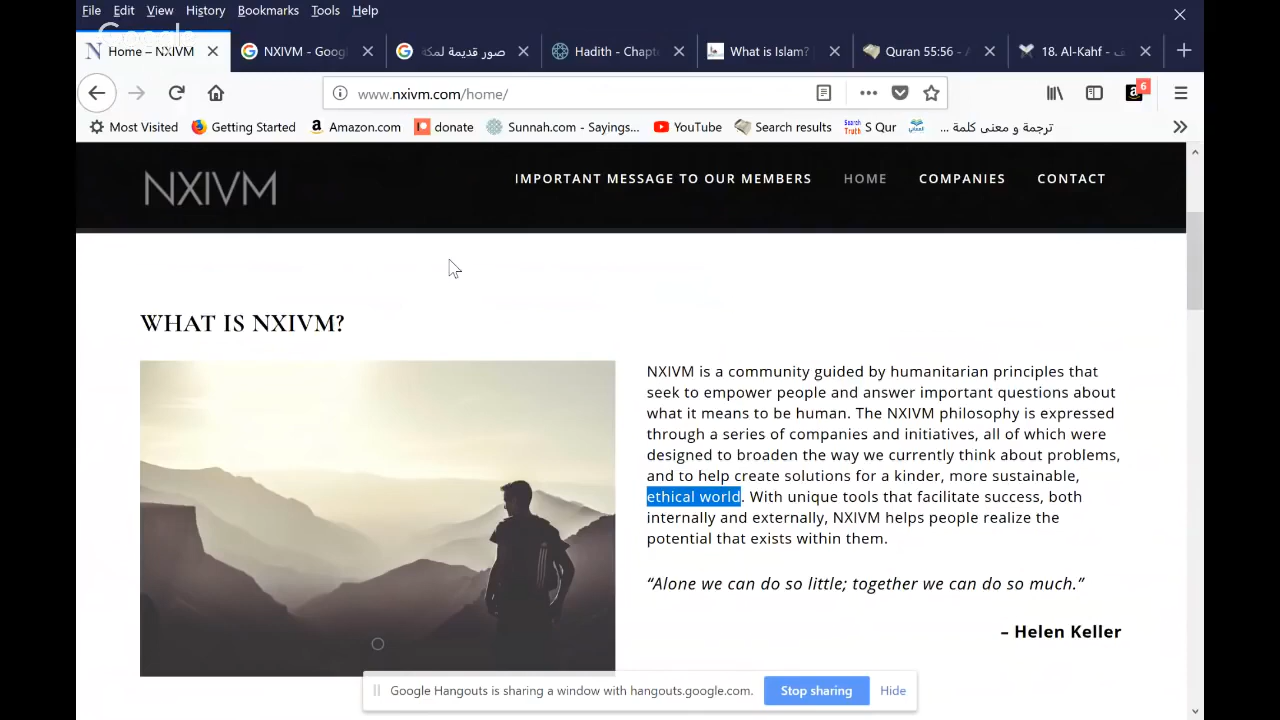 File Edit View History Bookmarks Tools Help
Google
Home – NXIVM
NXIVM - Goog
صور قديمة لمكة
Hadith - Chapt
What is Islam?
Quran 55:56 -
18. Al-Kahf -
www.nxivm.com/home/
6
Most Visited
Getting Started
Amazon.com
donate
Sunnah.com - Sayings...
YouTube
Search results
Search Truth
S Qur
ترجمة و معنى كلمة ...
NXIVM
IMPORTANT MESSAGE TO OUR MEMBERS HOME COMPANIES CONTACT
WHAT IS NXIVM?
NXIVM is a community guided by humanitarian principles that
seek to empower people and answer important questions about
what it means to be human. The NXIVM philosophy is expressed
through a series of companies and initiatives, all of which were
designed to broaden the way we currently think about problems,
and to help create solutions for a kinder, more sustainable,
ethical world. With unique tools that facilitate success, both
internally and externally, NXIVM helps people realize the
potential that exists within them.
“Alone we can do so little; together we can do so much.”
– Helen Keller
Google Hangouts is sharing a window with hangouts.google.com.
Stop sharing
Hide